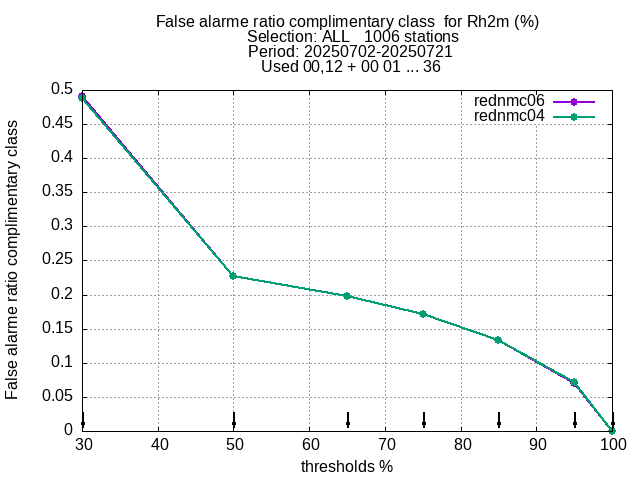 False alarme ratio complimentary class  for Rh2m (%)
Selection: ALL   1006 stations
Period: 20250702-20250721
Used 00,12 + 00 01 ... 36
rednmc06
rednmc04
False alarme ratio complimentary class
0.5
0.45
0.4
0.35
0.3
0.25
0.2
0.15
0.1
0.05
0
30 40 50 60 70 80 90 100
thresholds %